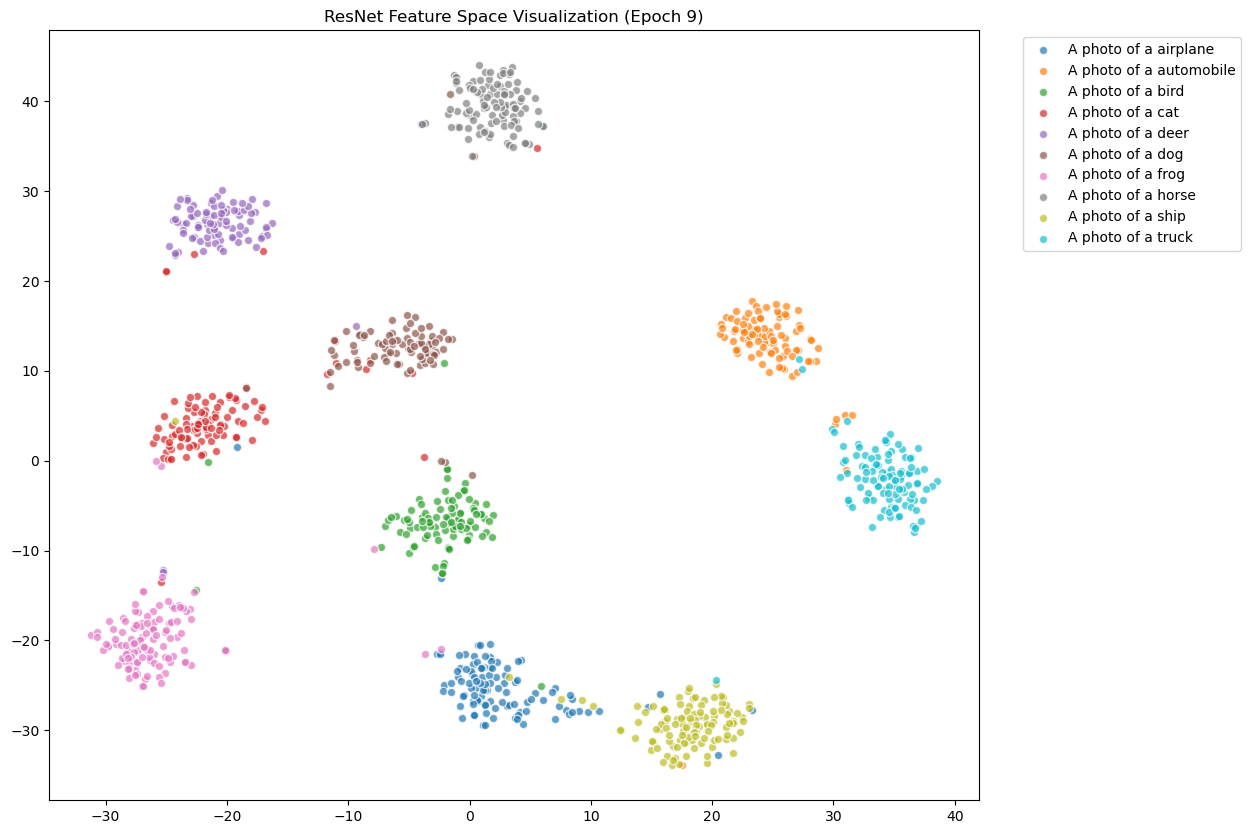 ResNet Feature Space Visualization (Epoch 9)
A photo of a airplane
A photo of a automobile
A photo of a bird
A photo of a cat
A photo of a deer
A photo of a dog
A photo of a frog
A photo of a horse
A photo of a ship
A photo of a truck
40
30
20
10
0
−10
−20
−30
−30 −20 −10 0 10 20 30 40